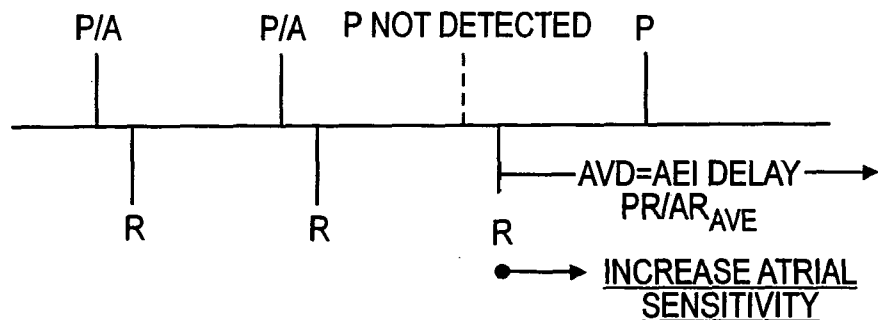 P/A P/A P NOT DETECTED P
AVD=AEI DELAY
PR/AR_AVE
R R R
INCREASE ATRIAL
SENSITIVITY